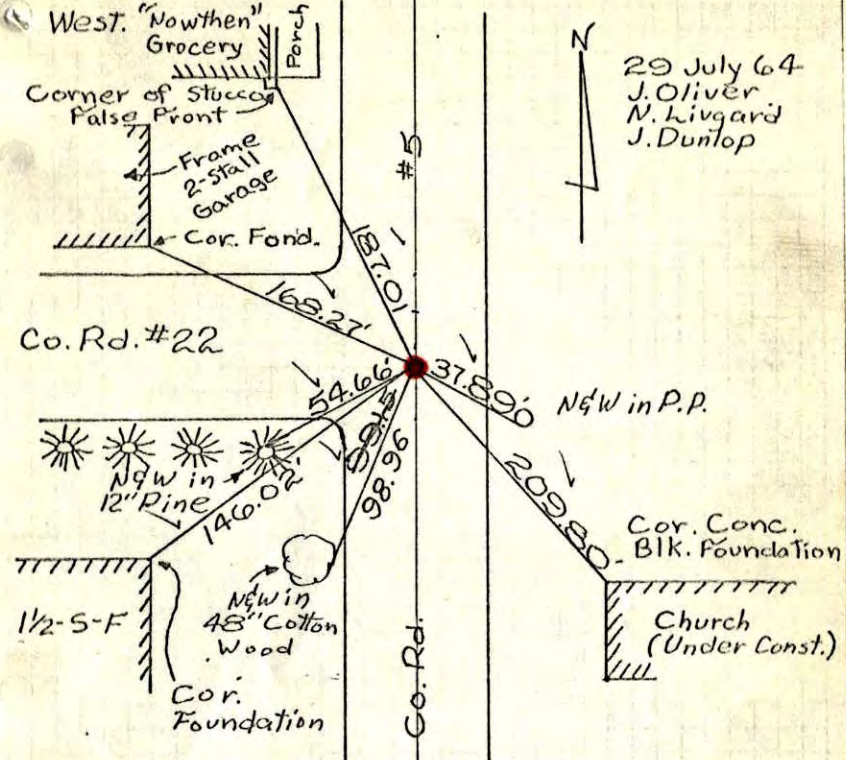 West. "Nowthen"
Grocery
Porch
Corner of Stucco
False Front
Frame
2-Stall
Garage
Cor. Fond.
#5
N
29 July 64
J. Oliver
N. Livgard
J. Dunlop
187.01'
168.27'
Co. Rd. #22
54.66'
37.89'
N&W in P.P.
98.96
209.80
N&W in
12" Pine
146.02'
Cor. Conc.
Blk. Foundation
1½-S-F
N&W in
48" Cotton
Wood
Church
(Under Const.)
Cor.
Foundation
Co. Rd.